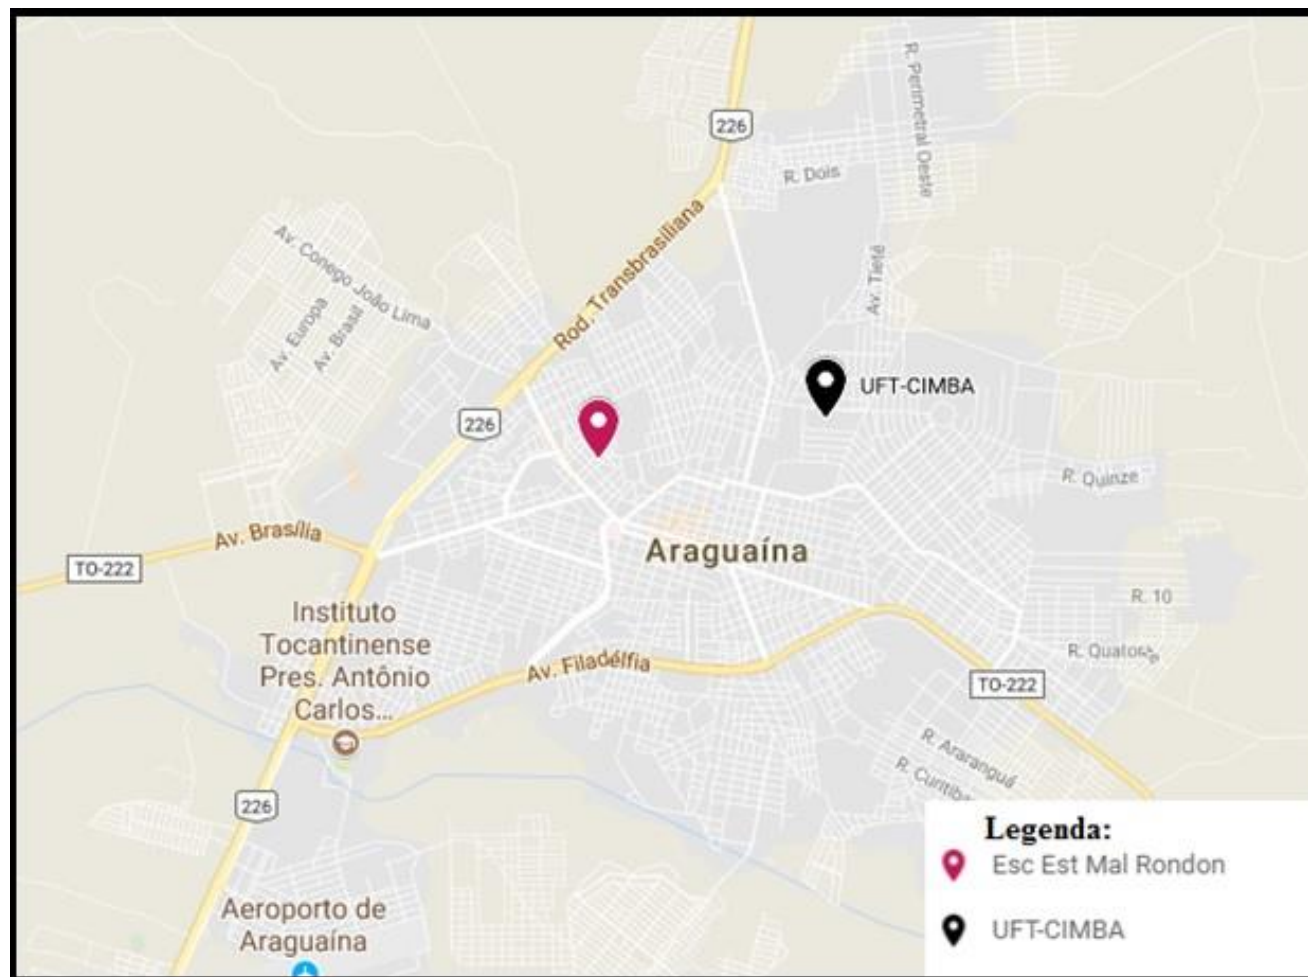 226
R. Perimetral Oeste
R. Dois
Rod. Transbrasiliana
Av. Conego João Lima
Av. Europa
Av. Brasil
Av. Tietê
UFT-CIMBA
226
R. Quinze
Av. Brasília
TO-222
Araguaína
R. 10
Instituto
Tocantinense
Pres. Antônio
Carlos...
Av. Filadélfia
R. Quatorze
TO-222
R. Araranguá
R. Curitiba
226
Legenda:
Esc Est Mal Rondon
UFT-CIMBA
Aeroporto de
Araguaína